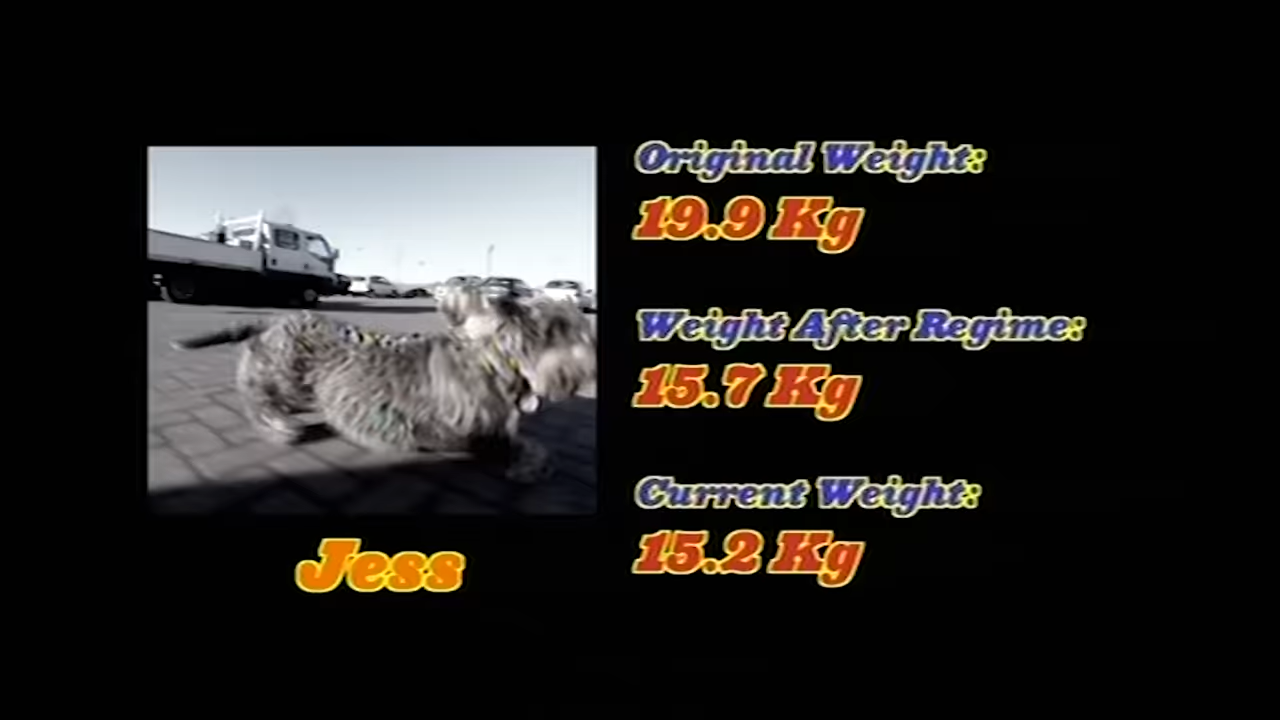 Original Weight:
19.9 Kg
Weight After Regime:
15.7 Kg
Current Weight:
15.2 Kg
Jess